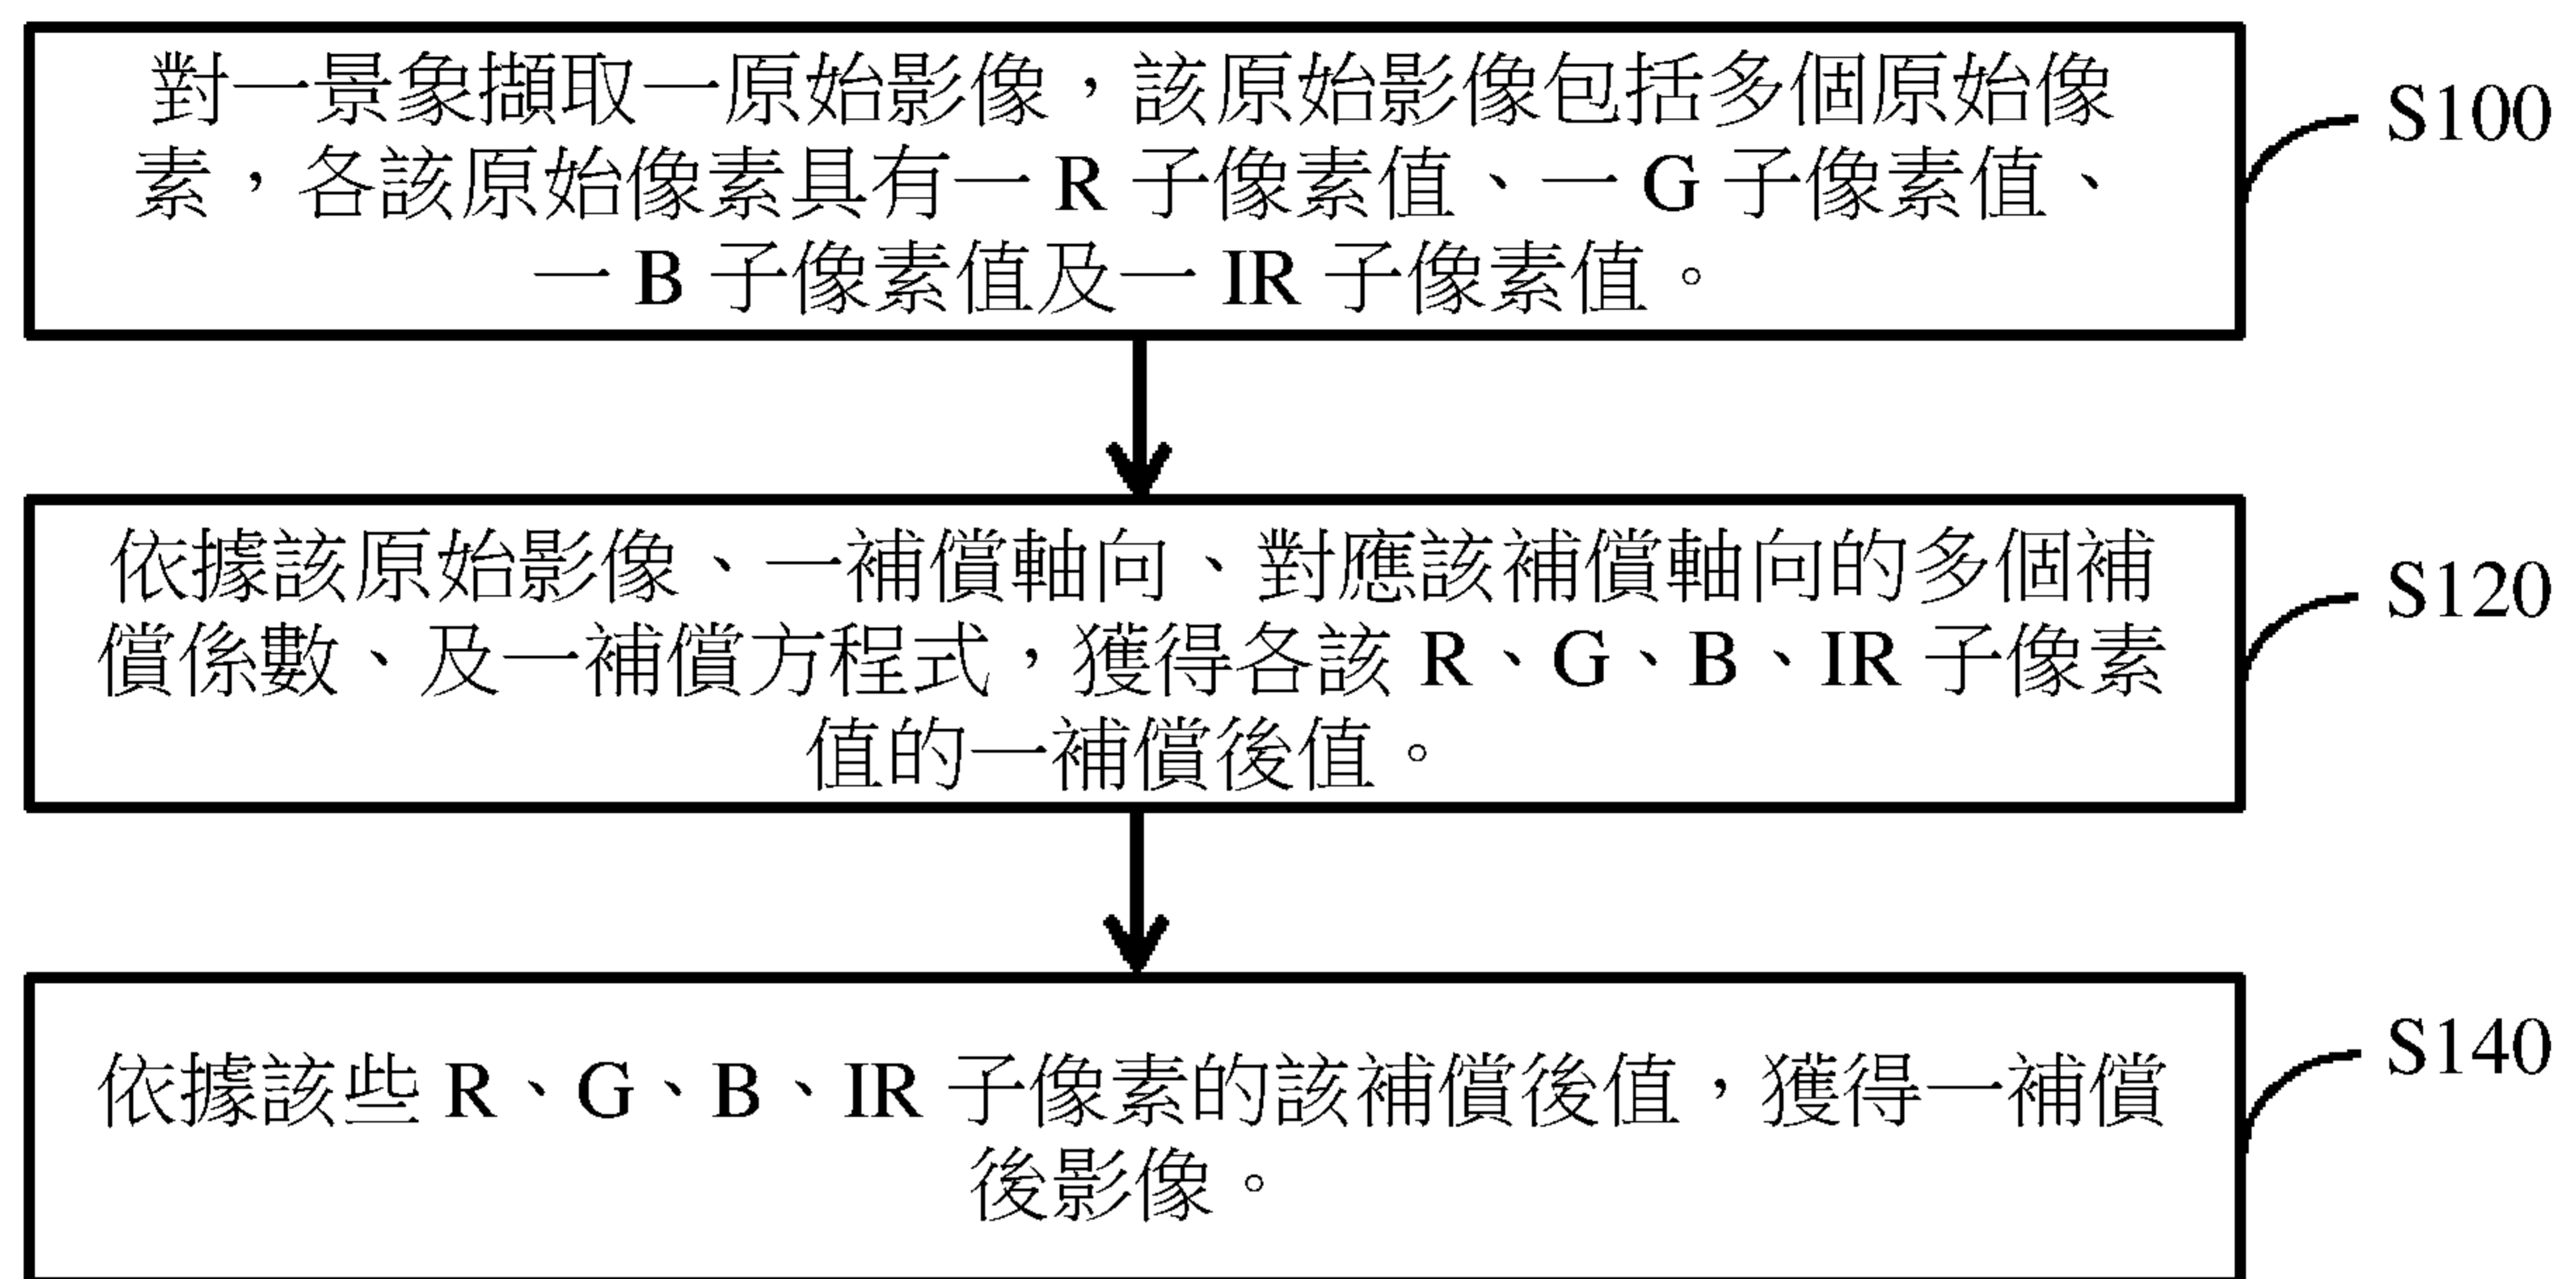 對一景象擷取一原始影像，該原始影像包括多個原始像
素，各該原始像素具有一 R 子像素值、一 G 子像素值、
一 B 子像素值及一 IR 子像素值。
S100
依據該原始影像、一補償軸向、對應該補償軸向的多個補
償係數、及一補償方程式，獲得各該 R、G、B、IR 子像素
值的一補償後值。
S120
依據該些 R、G、B、IR 子像素的該補償後值，獲得一補償
後影像。
S140